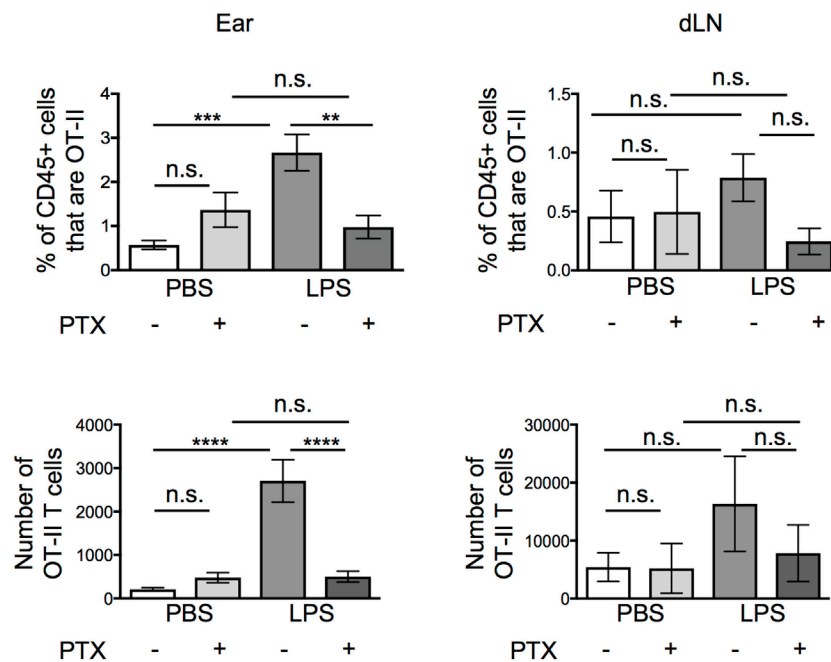 Ear
dLN
% of CD45+ cells
that are OT-II
4
3
2
1
0
n.s.
***
**
n.s.
PBS
LPS
PTX
-
+
-
+
% of CD45+ cells
that are OT-II
1.5
1.0
0.5
0.0
n.s.
n.s.
n.s.
n.s.
PBS
LPS
PTX
-
+
-
+
Number of
OT-II T cells
4000
3000
2000
1000
0
n.s.
****
****
n.s.
PBS
LPS
PTX
-
+
-
+
Number of
OT-II T cells
30000
20000
10000
0
n.s.
n.s.
n.s.
n.s.
PBS
LPS
PTX
-
+
-
+